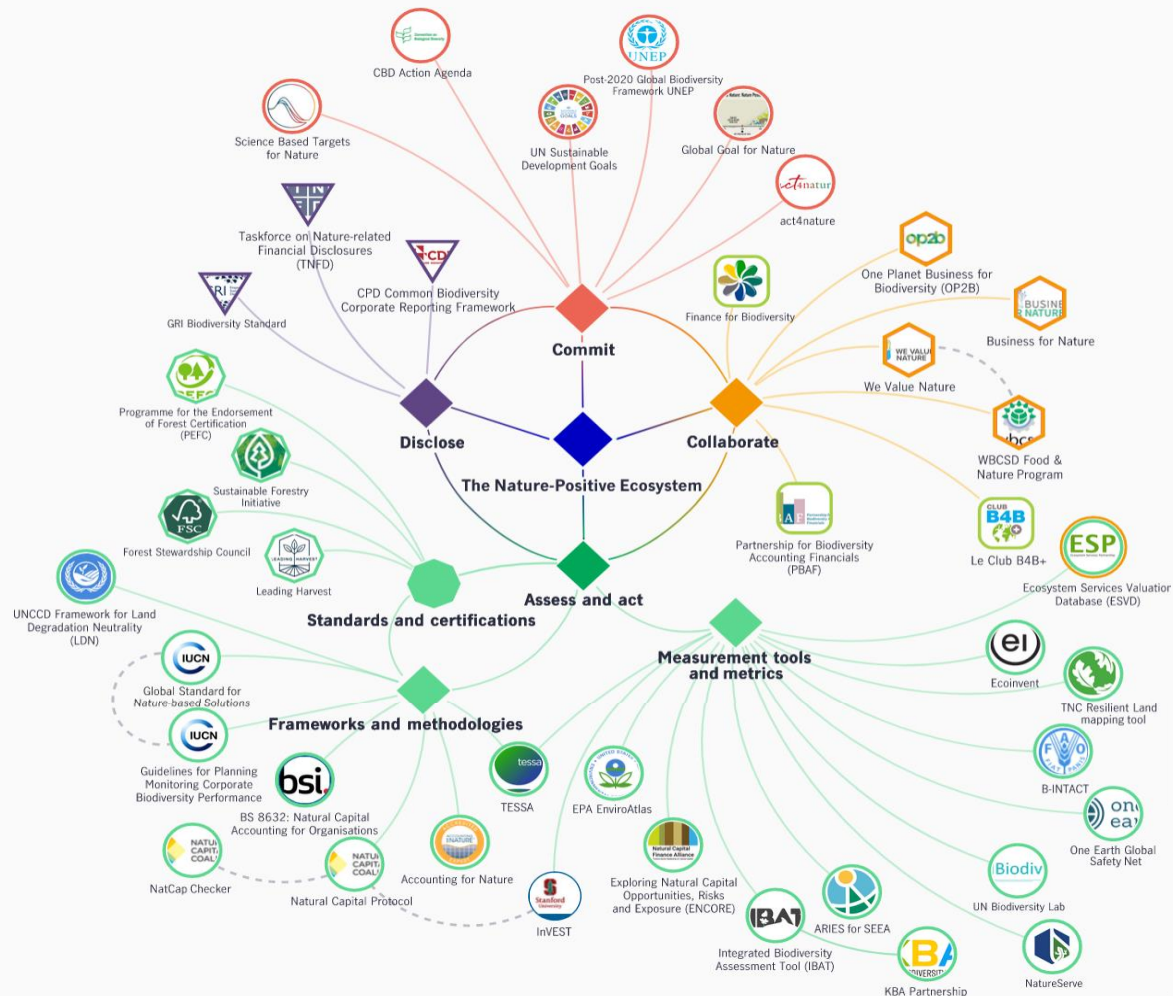 CBD Action Agenda
UNEP
Post-2020 Global Biodiversity
Framework UNEP
Science Based Targets
for Nature
GOALS
UN Sustainable
Development Goals
Global Goal for Nature
act4nature
Taskforce on Nature-related
Financial Disclosures
(TNFD)
CPD Common Biodiversity
Corporate Reporting Framework
GRI Biodiversity Standard
op2b
One Planet Business for
Biodiversity (OP2B)
Finance for Biodiversity
Business for Nature
WE VALU
NATURE
We Value Nature
Commit
Programme for the Endorsement
of Forest Certification
(PEFC)
Disclose
Collaborate
WBCSD Food &
Nature Program
Sustainable Forestry
Initiative
The Nature-Positive Ecosystem
FSC
Forest Stewardship Council
LEADING HARVEST
Leading Harvest
Partnership for Biodiversity
Accounting Financials
(PBAF)
CLUB
B4B
Le Club B4B+
ESP
Ecosystem Services Valuation
Database (ESVD)
UNCCD Framework for Land
Degradation Neutrality
(LDN)
Assess and act
Standards and certifications
Measurement tools
and metrics
ei
Ecoinvent
IUCN
Global Standard for
Nature-based Solutions
TNC Resilient Land
mapping tool
Frameworks and methodologies
IUCN
Guidelines for Planning
Monitoring Corporate
Biodiversity Performance
bsi.
BS 8632: Natural Capital
Accounting for Organisations
tessa
TESSA
EPA EnviroAtlas
FAO
FIAT PANIS
B-INTACT
One Earth Global
Safety Net
NatCap Checker
Natural Capital Protocol
Accounting for Nature
Stanford
University
InVEST
Natural Capital
Finance Alliance
Exploring Natural Capital
Opportunities, Risks
and Exposure (ENCORE)
IBAT
Integrated Biodiversity
Assessment Tool (IBAT)
ARIES for SEEA
Biodiv
UN Biodiversity Lab
KBA Partnership
NatureServe